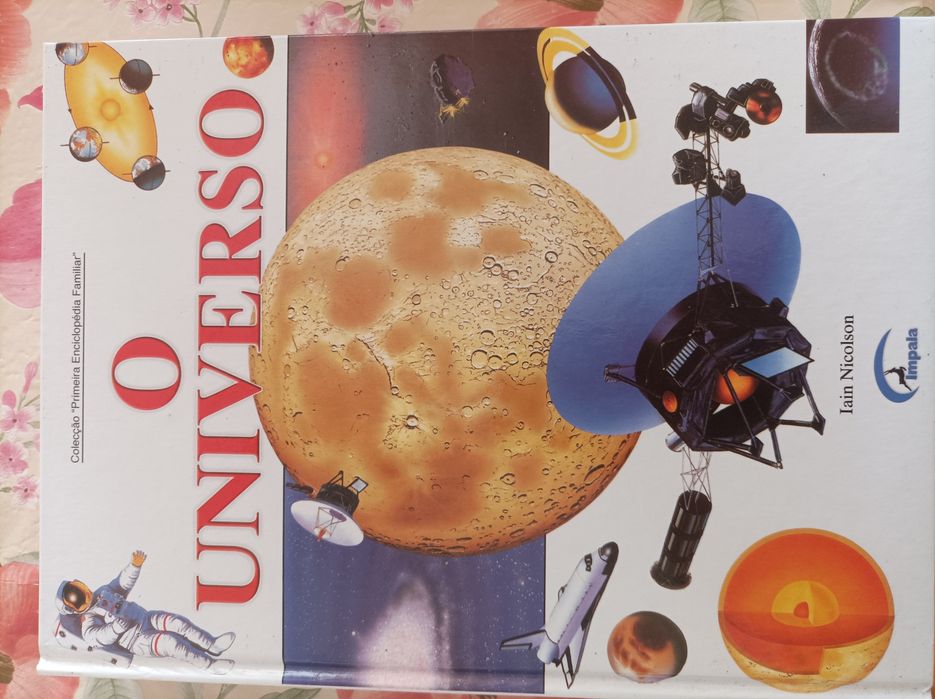 Colecção "Primeira Enciclopédia Familiar"
O
UNIVERSO
Iain Nicolson
Impala